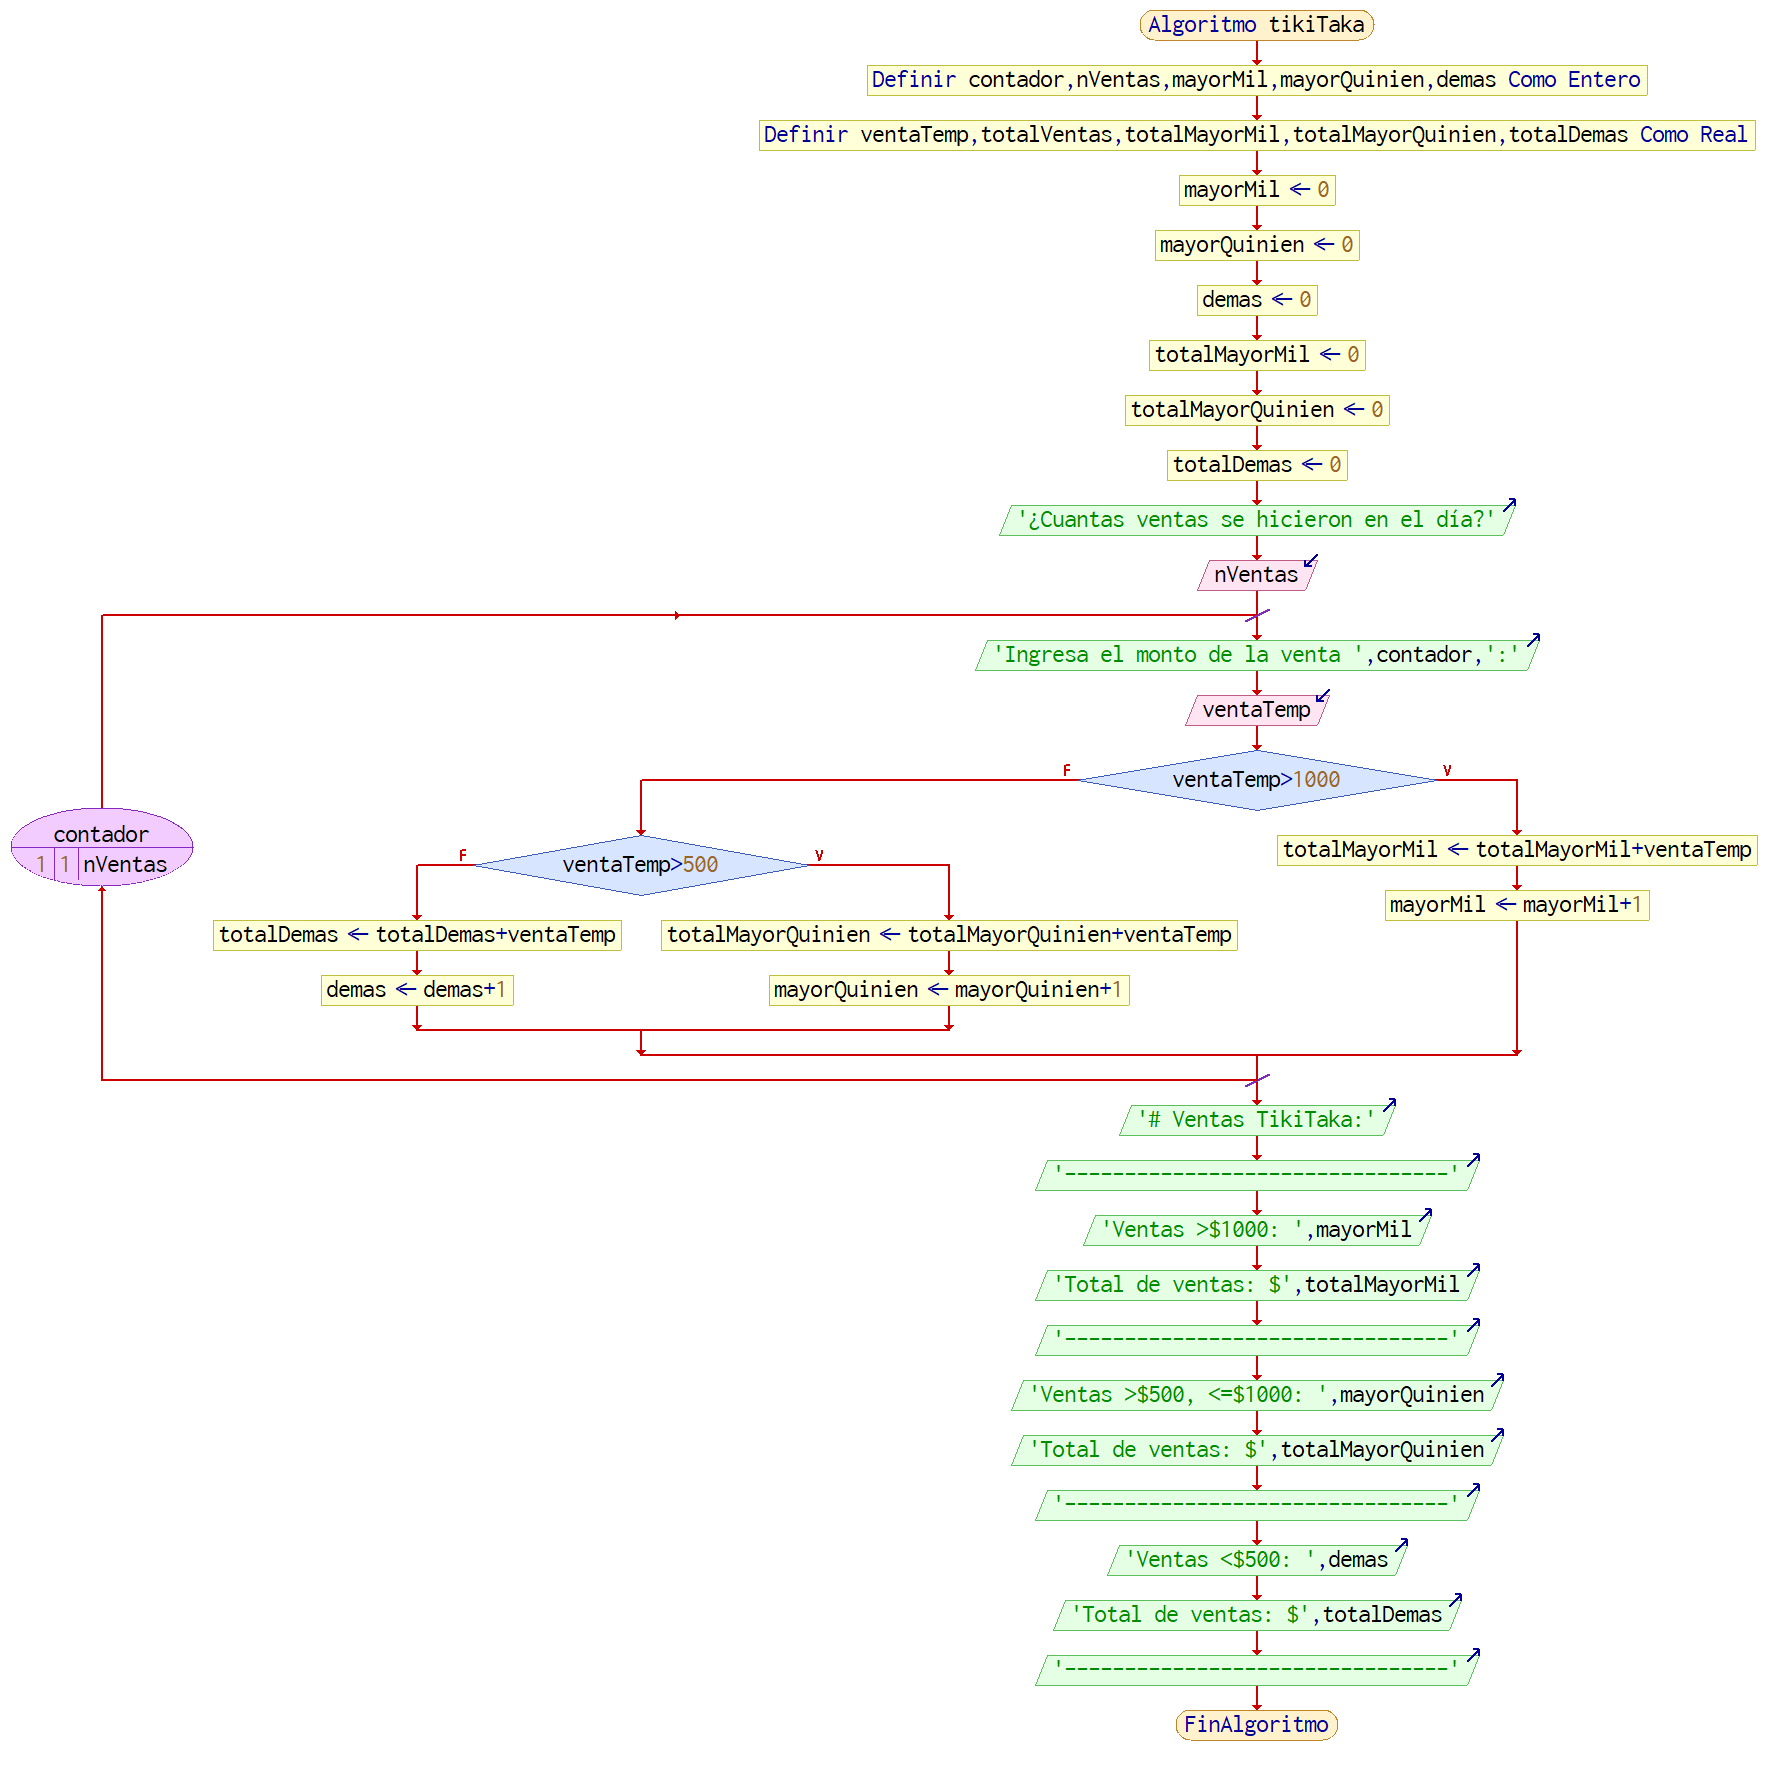 Algoritmo tikiTaka
Definir contador,nVentas,mayorMil,mayorQuinien,demas Como Entero
Definir ventaTemp,totalVentas,totalMayorMil,totalMayorQuinien,totalDemas Como Real
mayorMil ← 0
mayorQuinien ← 0
demas ← 0
totalMayorMil ← 0
totalMayorQuinien ← 0
totalDemas ← 0
'¿Cuantas ventas se hicieron en el día?'
nVentas
'Ingresa el monto de la venta ',contador,':'
ventaTemp
F
V
ventaTemp>1000
contador
1 1 nVentas
F
V
ventaTemp>500
totalMayorMil ← totalMayorMil+ventaTemp
mayorMil ← mayorMil+1
totalDemas ← totalDemas+ventaTemp
totalMayorQuinien ← totalMayorQuinien+ventaTemp
demas ← demas+1
mayorQuinien ← mayorQuinien+1
'# Ventas TikiTaka:'
'--------------------------------'
'Ventas >$1000: ',mayorMil
'Total de ventas: $',totalMayorMil
'--------------------------------'
'Ventas >$500, <=$1000: ',mayorQuinien
'Total de ventas: $',totalMayorQuinien
'--------------------------------'
'Ventas <$500: ',demas
'Total de ventas: $',totalDemas
'--------------------------------'
FinAlgoritmo